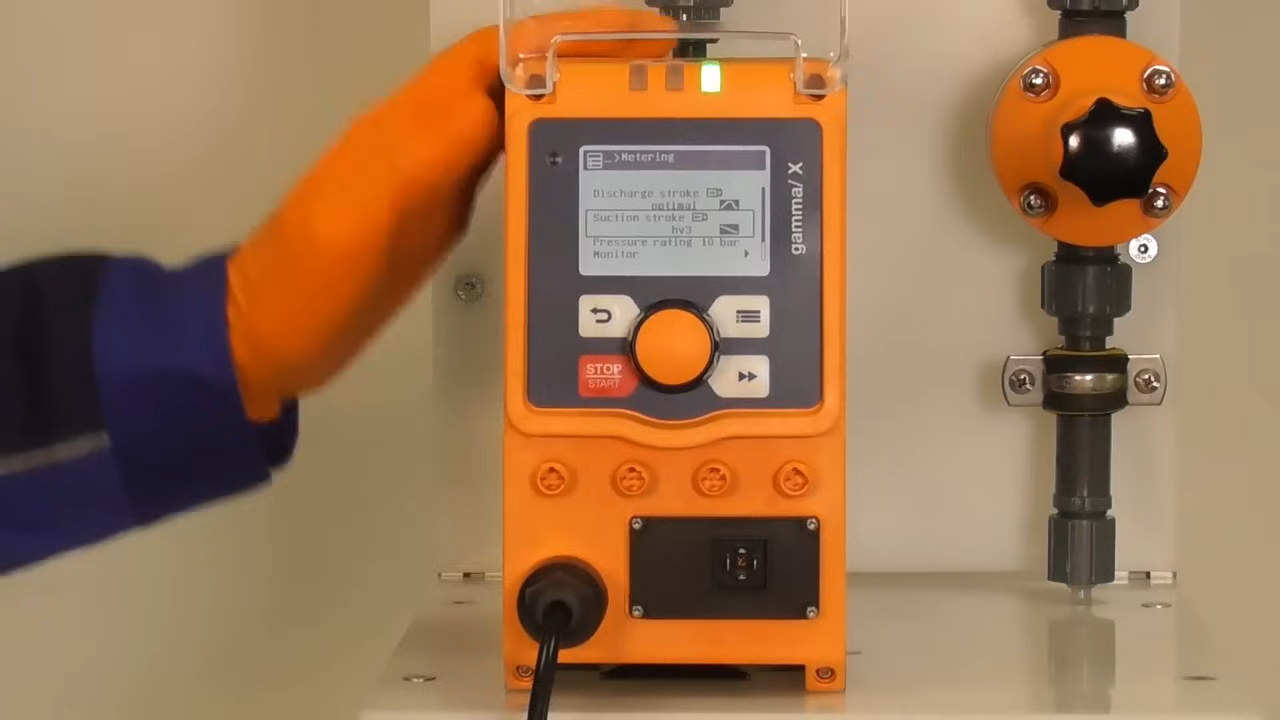 _>Metering
Discharge stroke
optimal
Suction stroke
hv3
Pressure rating 10 bar
Monitor
gamma/ X
STOP
START